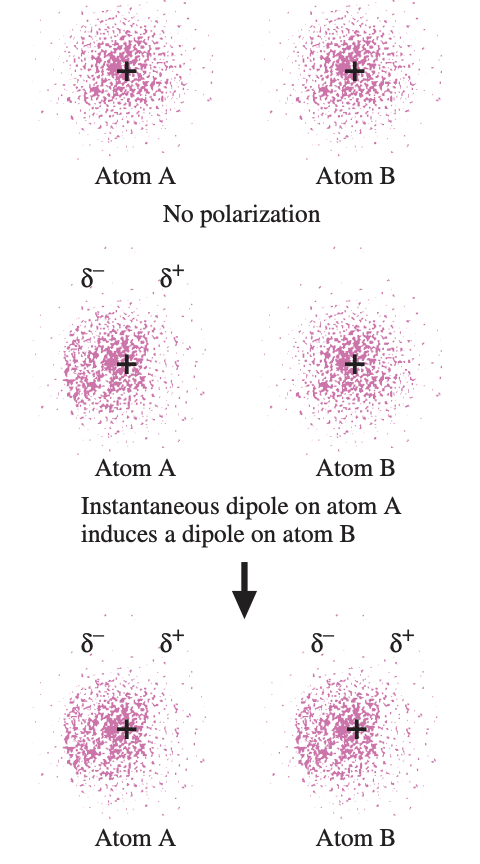 + +
Atom A Atom B
No polarization
δ− δ+
+ +
Atom A Atom B
Instantaneous dipole on atom A
induces a dipole on atom B
δ− δ+ δ− δ+
+ +
Atom A Atom B